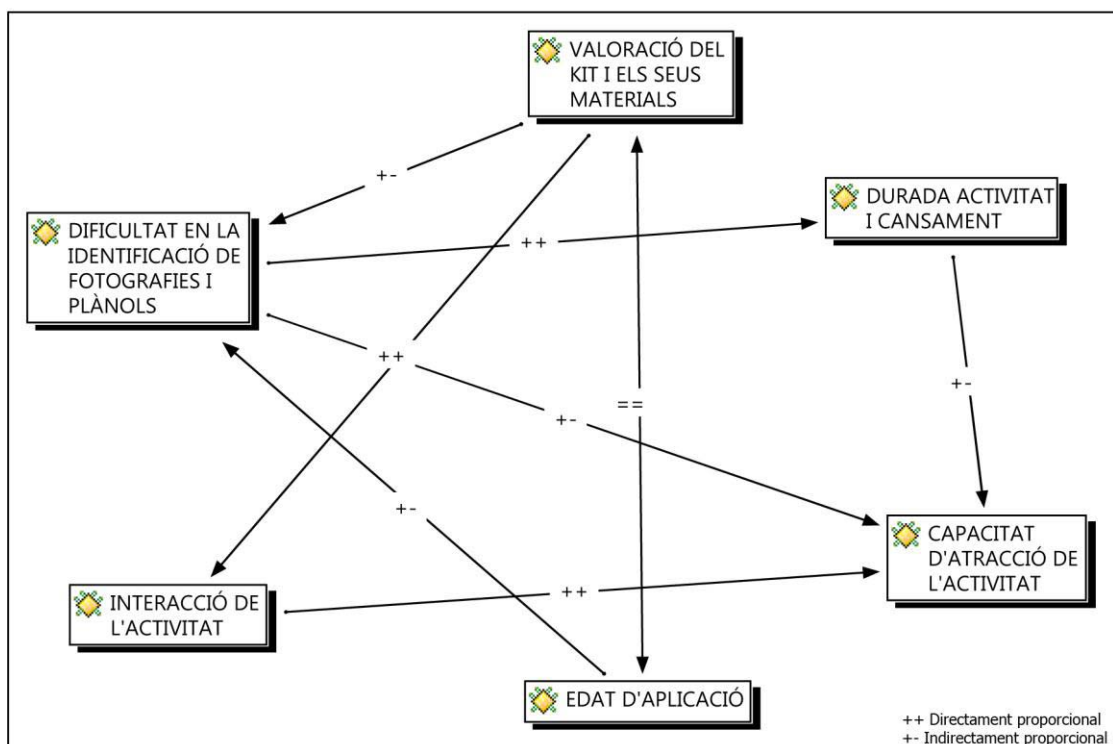 VALORACIÓ DEL
KIT I ELS SEUS
MATERIALS
+-
DURADA ACTIVITAT
I CANSAMENT
DIFICULTAT EN LA
IDENTIFICACIÓ DE
FOTOGRAFIES I
PLÀNOLS
++
++
+-
==
+-
+-
CAPACITAT
D'ATRACCIÓ DE
L'ACTIVITAT
INTERACCIÓ DE
L'ACTIVITAT
++
EDAT D'APLICACIÓ
++ Directament proporcional
+- Indirectament proporcional